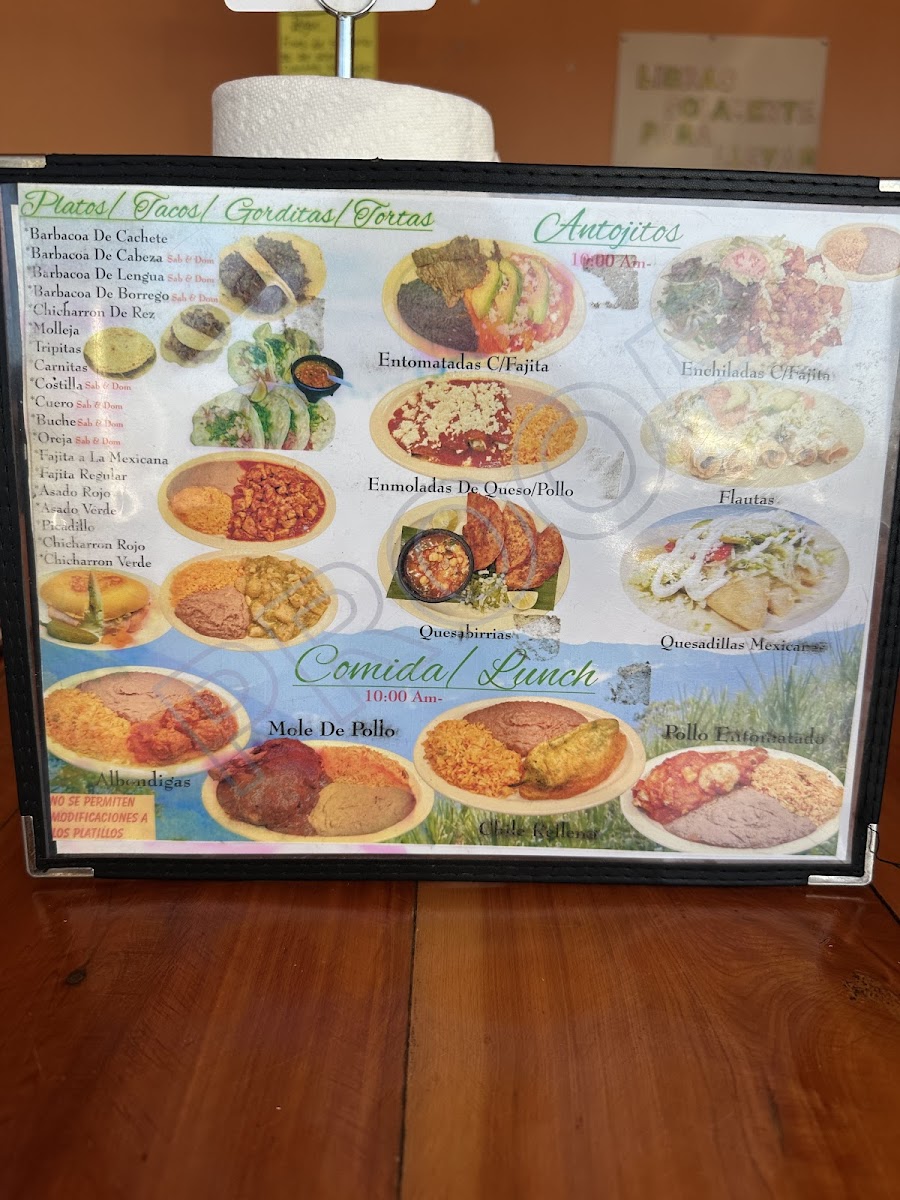 Platos/ Tacos/ Gorditas/Tortas
*Barbacoa De Cachete
*Barbacoa De Cabeza Sab & Dom
*Barbacoa De Lengua Sab & Dom
*Barbacoa De Borrego Sab & Dom
*Chicharron De Rez
*Molleja
*Tripitas
*Carnitas
*Costilla Sab & Dom
*Cuero Sab & Dom
*Buche Sab & Dom
*Oreja Sab & Dom
*Fajita a La Mexicana
*Fajita Regular
*Asado Rojo
*Asado Verde
*Picadillo
*Chicharron Rojo
*Chicharron Verde
Antojitos
10:00 Am-
Entomatadas C/Fajita
Enchiladas C/Fajita
Enmoladas De Queso/Pollo
Flautas
Quesabirrias
Quesadillas Mexicanas
Comida/ Lunch
10:00 Am-
Albondigas
Mole De Pollo
Chile Relleno
Pollo Entomatado
NO SE PERMITEN
MODIFICACIONES A
LOS PLATILLOS
PROOF